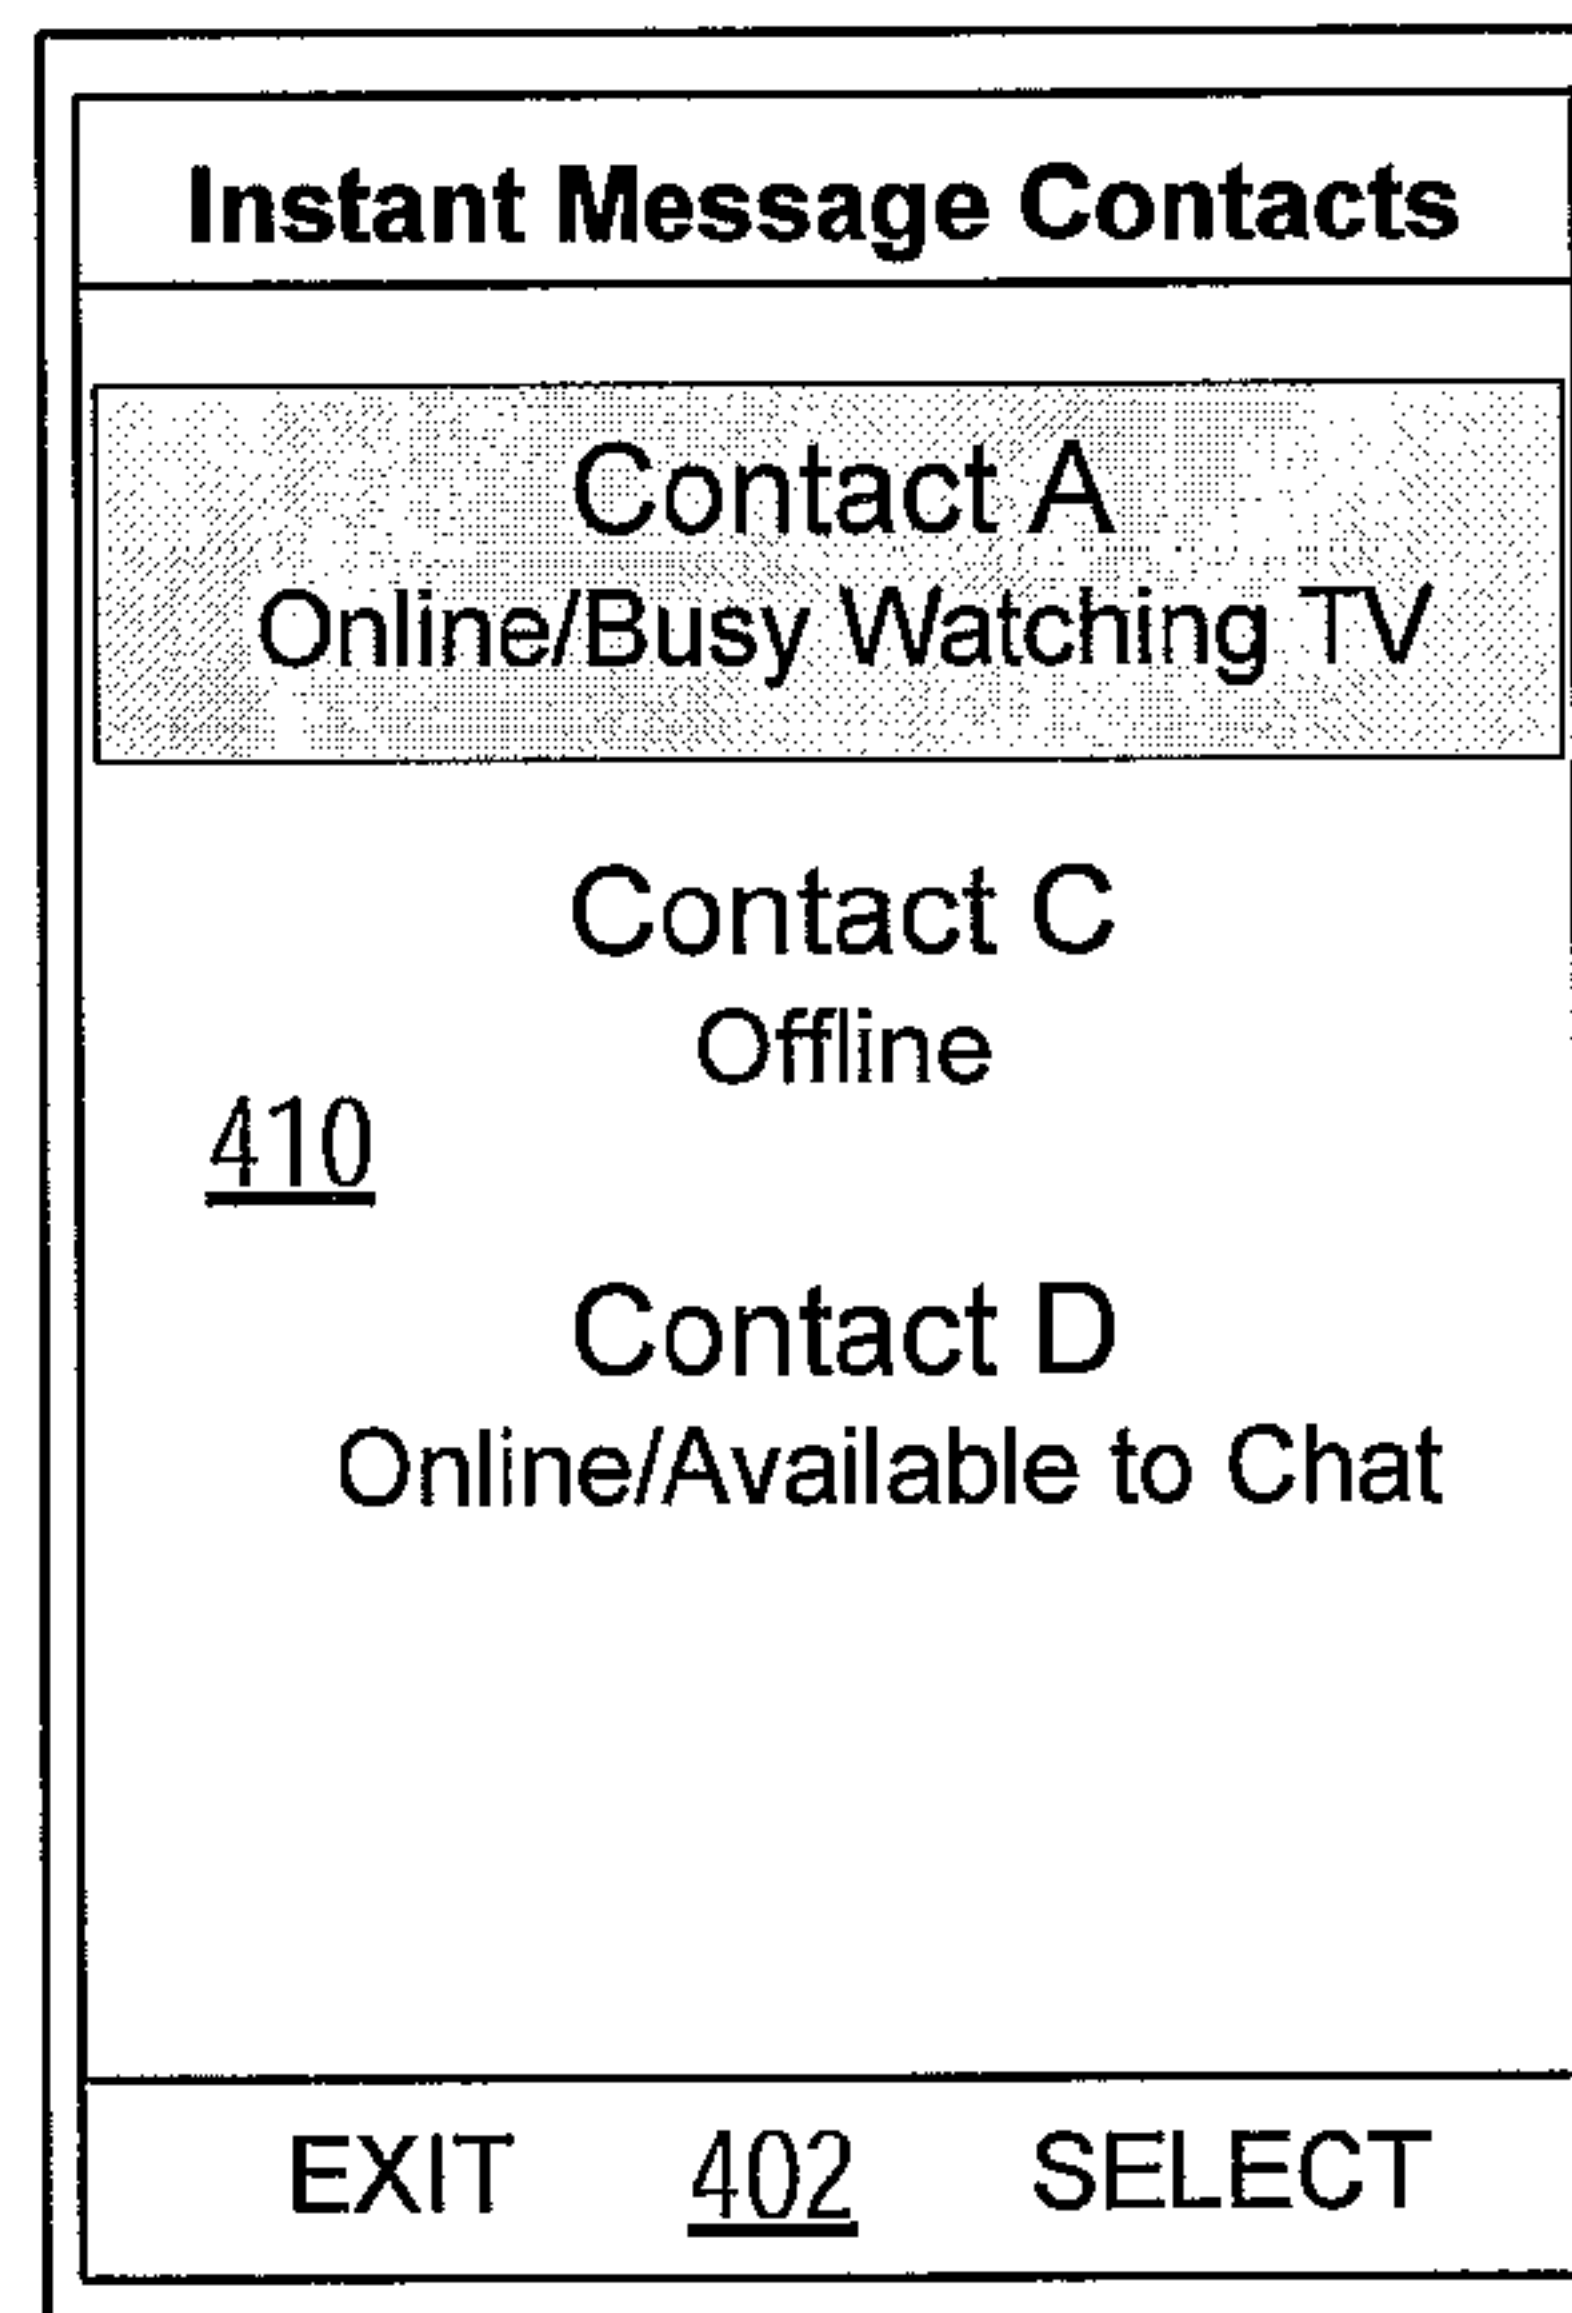 Instant Message Contacts
Contact A
Online/Busy Watching TV
Contact C
Offline
410
Contact D
Online/Available to Chat
EXIT 402 SELECT